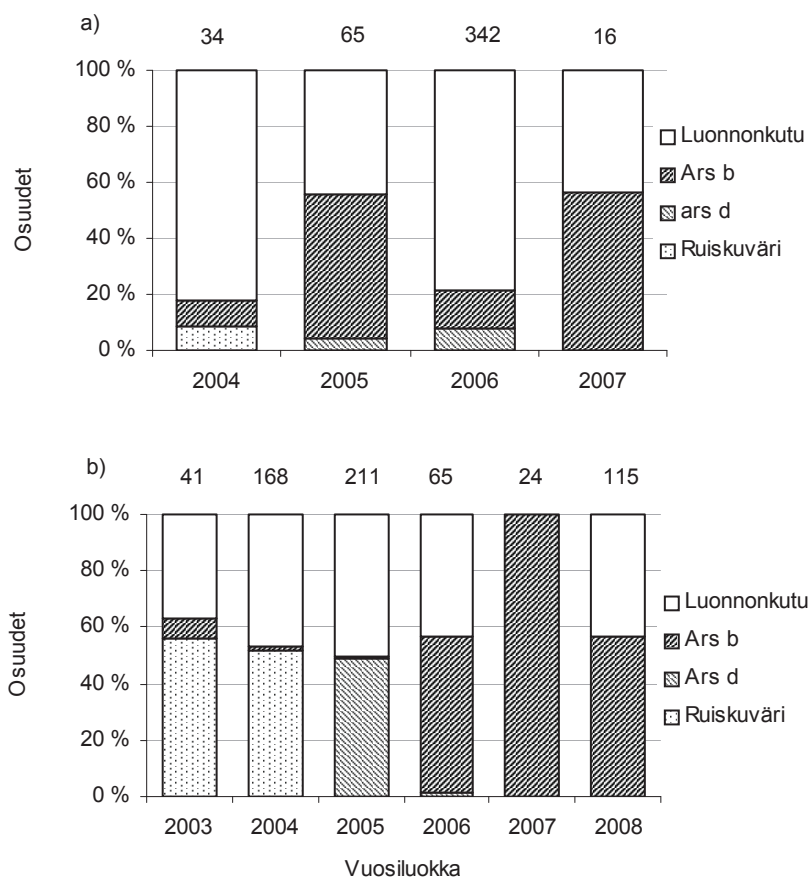 a)
34 65 342 16
100 %
80 %
60 %
40 %
20 %
0 %
Osuudet
2004 2005 2006 2007
Luonnonkutu
Ars b
ars d
Ruiskuväri
b)
41 168 211 65 24 115
100 %
80 %
60 %
40 %
20 %
0 %
Osuudet
2003 2004 2005 2006 2007 2008
Vuosiluokka
Luonnonkutu
Ars b
Ars d
Ruiskuväri